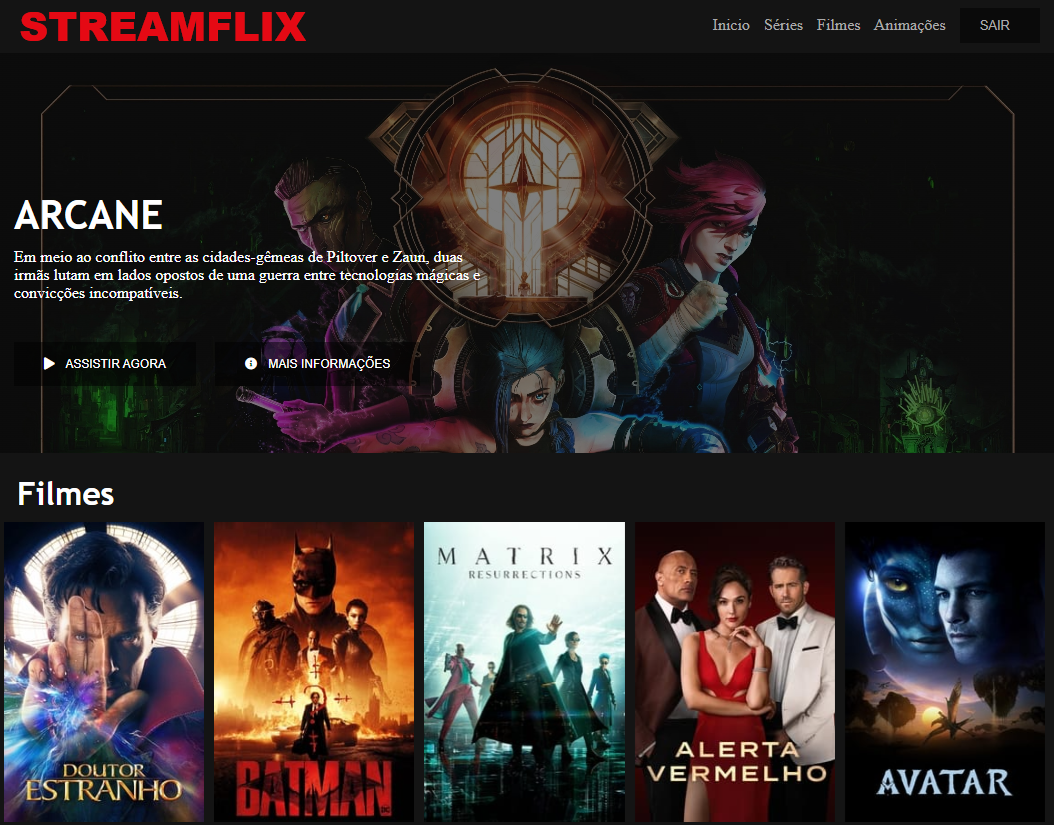 STREAMFLIX
Inicio Séries Filmes Animações SAIR
ARCANE
Em meio ao conflito entre as cidades-gêmeas de Piltover e Zaun, duas
irmãs lutam em lados opostos de uma guerra entre tecnologias mágicas e
convicções incompatíveis.
ASSISTIR AGORA MAIS INFORMAÇÕES
Filmes
MATRIX
RESURRECTIONS
DOUTOR
ESTRANHO
BATMAN
DC
ALERTA
VERMELHO
AVATAR